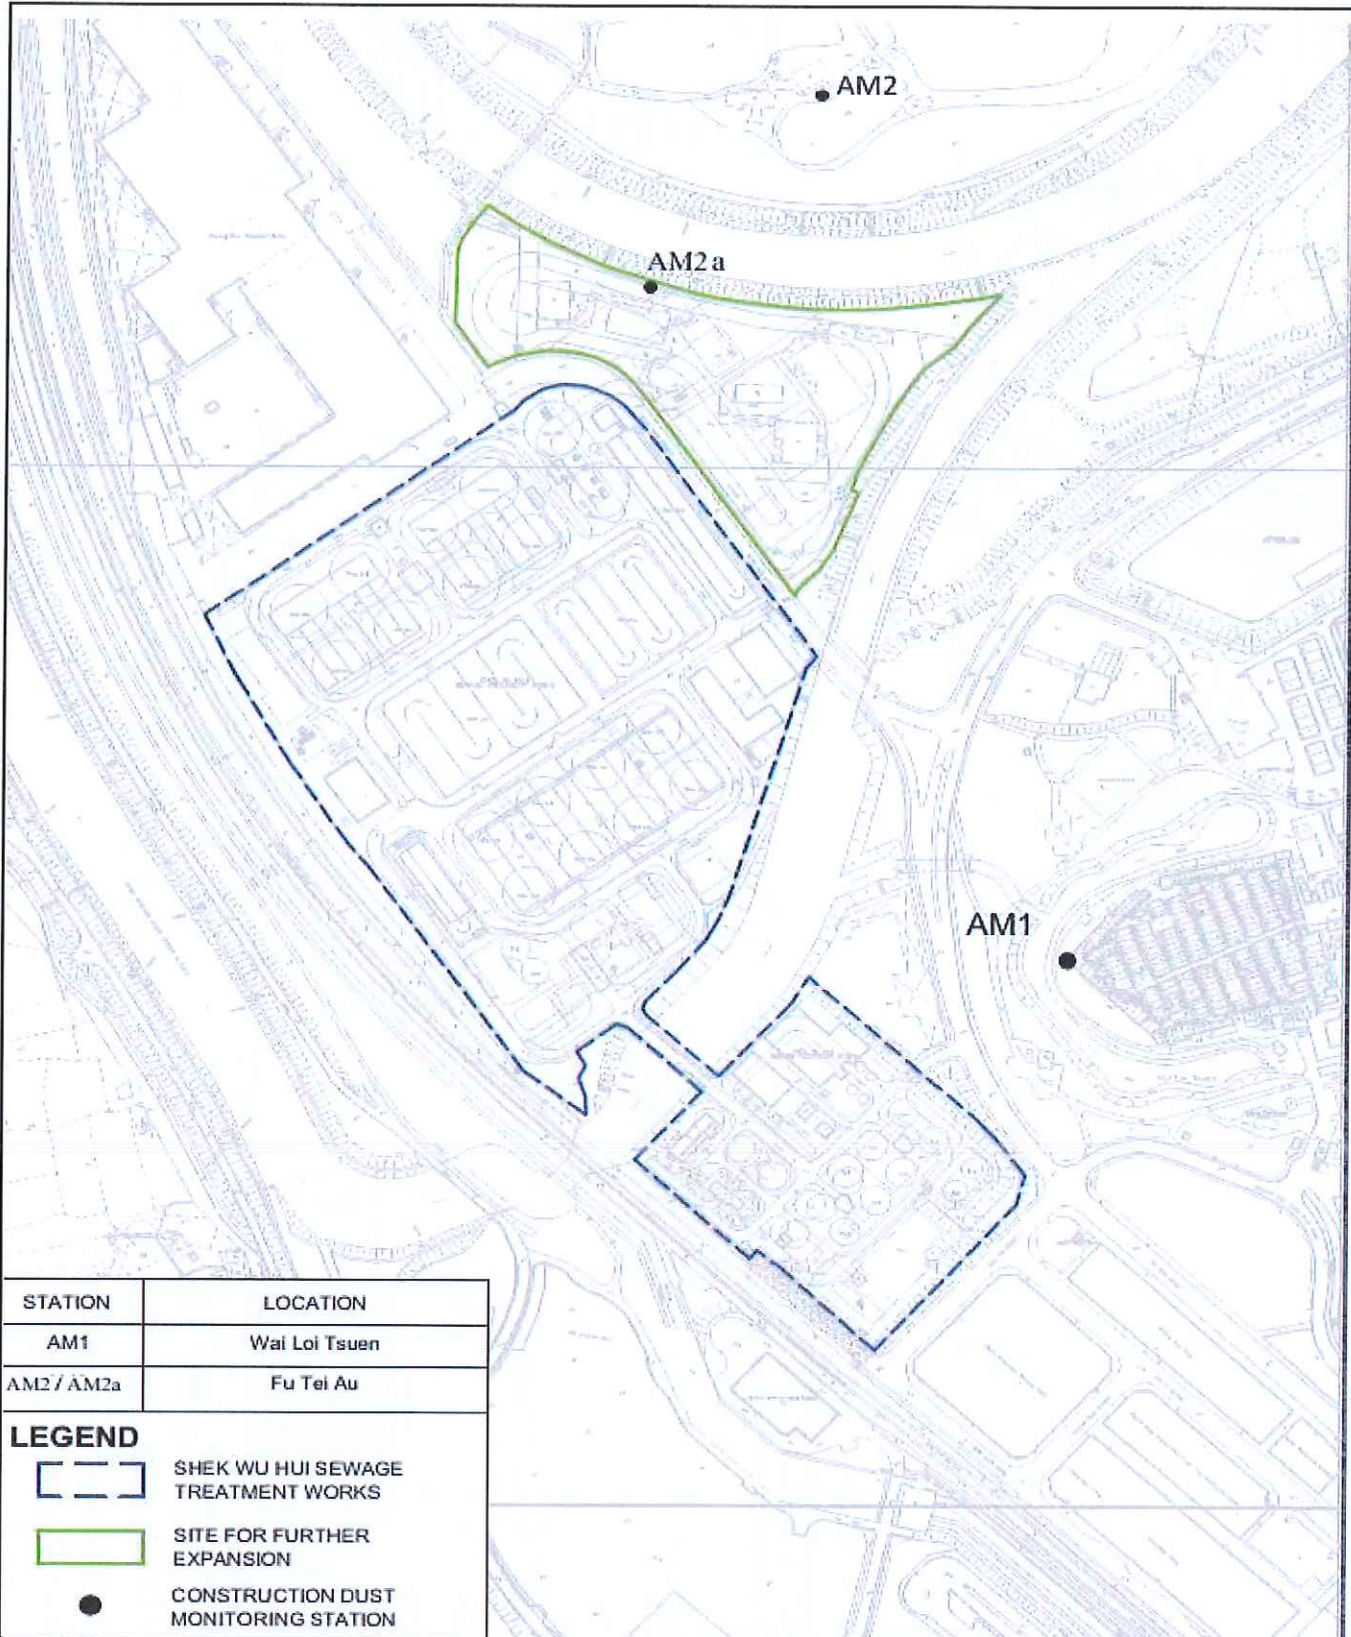 AM2
AM2a
AM1
STATION LOCATION
AM1 Wai Loi Tsuen
AM2 / AM2a Fu Tei Au
LEGEND
SHEK WU HUI SEWAGE
TREATMENT WORKS
SITE FOR FURTHER
EXPANSION
CONSTRUCTION DUST
MONITORING STATION